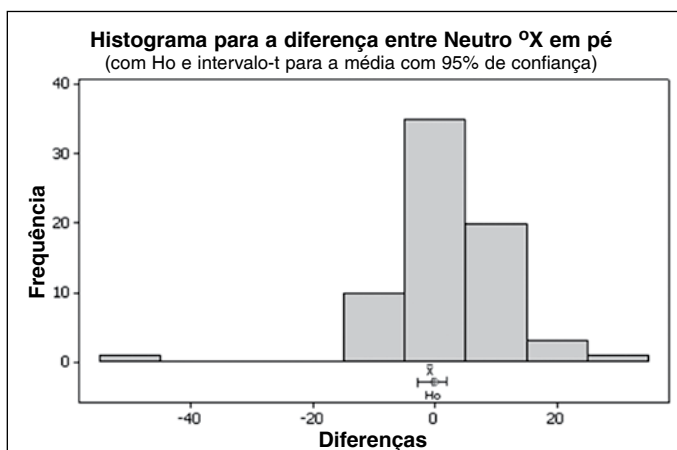 Histograma para a diferença entre Neutro ºX em pé
(com Ho e intervalo-t para a média com 95% de confiança)
Frequência
40
30
20
10
0
X̄
Ho
-40
-20
0
20
Diferenças